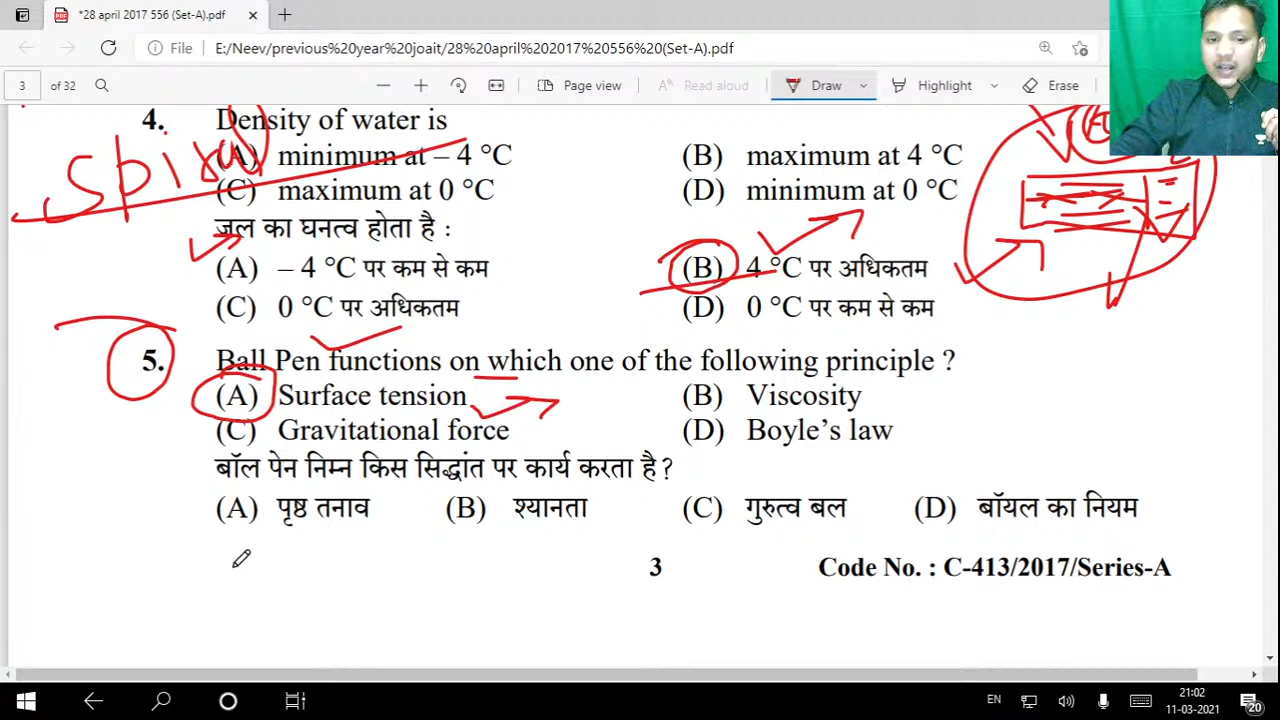 *28 april 2017 556 (Set-A).pdf
File E:/Neev/previous%20year%20joait/28%20april%202017%20556%20(Set-A).pdf
3 of 32 Page view Read aloud Draw Highlight Erase
4. Density of water is
(A) minimum at – 4 °C (B) maximum at 4 °C
(C) maximum at 0 °C (D) minimum at 0 °C
spiral
जल का घनत्व होता है :
(A) – 4 °C पर कम से कम (B) 4 °C पर अधिकतम
(C) 0 °C पर अधिकतम (D) 0 °C पर कम से कम
5. Ball Pen functions on which one of the following principle ?
(A) Surface tension (B) Viscosity
(C) Gravitational force (D) Boyle’s law
बॉल पेन निम्न किस सिद्धांत पर कार्य करता है?
(A) पृष्ठ तनाव (B) श्यानता (C) गुरुत्व बल (D) बॉयल का नियम
3 Code No. : C-413/2017/Series-A
EN 21:02
11-03-2021 20